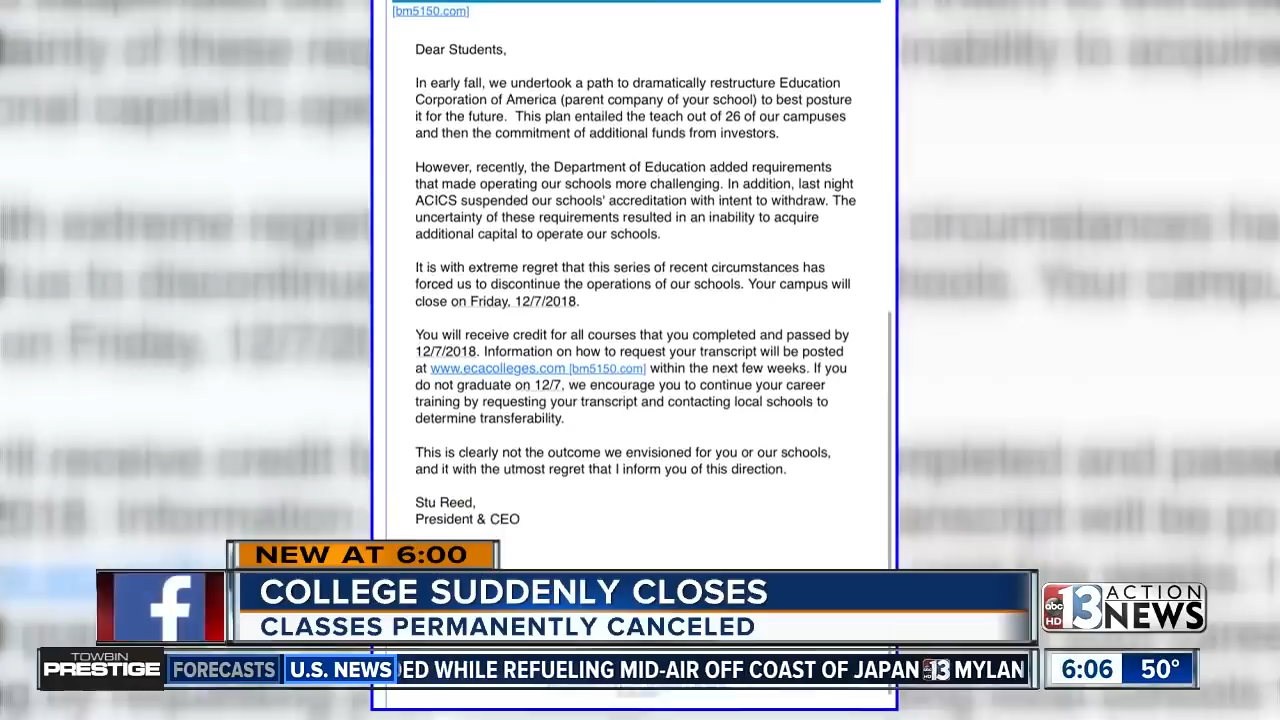 [bm5150.com]
Dear Students,
In early fall, we undertook a path to dramatically restructure Education
Corporation of America (parent company of your school) to best posture
it for the future. This plan entailed the teach out of 26 of our campuses
and then the commitment of additional funds from investors.
However, recently, the Department of Education added requirements
that made operating our schools more challenging. In addition, last night
ACICS suspended our schools' accreditation with intent to withdraw. The
uncertainty of these requirements resulted in an inability to acquire
additional capital to operate our schools.
It is with extreme regret that this series of recent circumstances has
forced us to discontinue the operations of our schools. Your campus will
close on Friday, 12/7/2018.
You will receive credit for all courses that you completed and passed by
12/7/2018. Information on how to request your transcript will be posted
at www.ecacolleges.com [bm5150.com] within the next few weeks. If you
do not graduate on 12/7, we encourage you to continue your career
training by requesting your transcript and contacting local schools to
determine transferability.
This is clearly not the outcome we envisioned for you or our schools,
and it with the utmost regret that I inform you of this direction.
Stu Reed,
President & CEO
NEW AT 6:00
COLLEGE SUDDENLY CLOSES
CLASSES PERMANENTLY CANCELED
abc HD 13 ACTION NEWS
TOWBIN PRESTIGE FORECASTS U.S. NEWS DED WHILE REFUELING MID-AIR OFF COAST OF JAPAN 13 MYLAN 6:06 50°